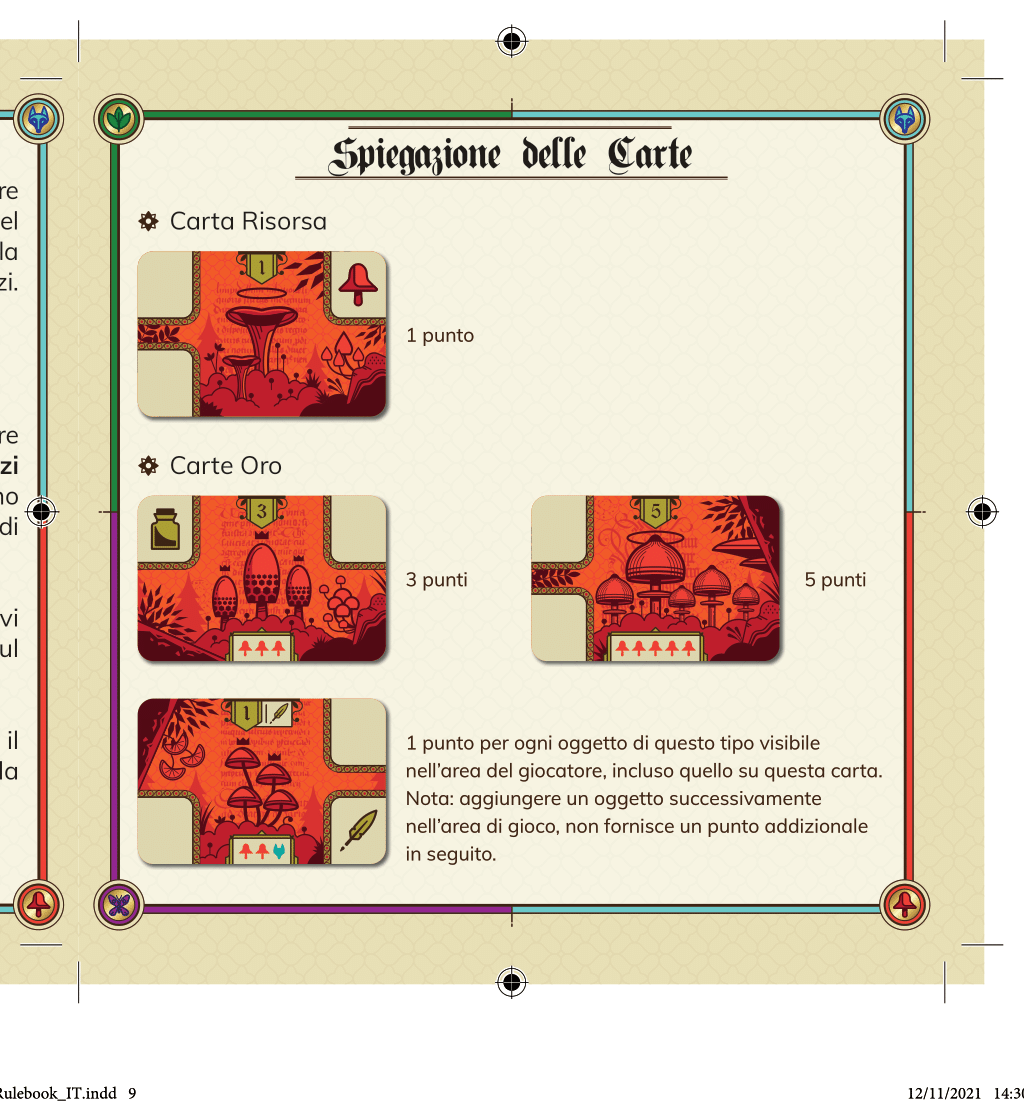 re
el
la
zi.
re
zi
no
di
vi
ul
il
la
Spiegazione delle Carte
Carta Risorsa
1
1 punto
Carte Oro
3
3 punti
5
5 punti
1
1 punto per ogni oggetto di questo tipo visibile
nell’area del giocatore, incluso quello su questa carta.
Nota: aggiungere un oggetto successivamente
nell’area di gioco, non fornisce un punto addizionale
in seguito.
Rulebook_IT.indd 9
12/11/2021 14:30